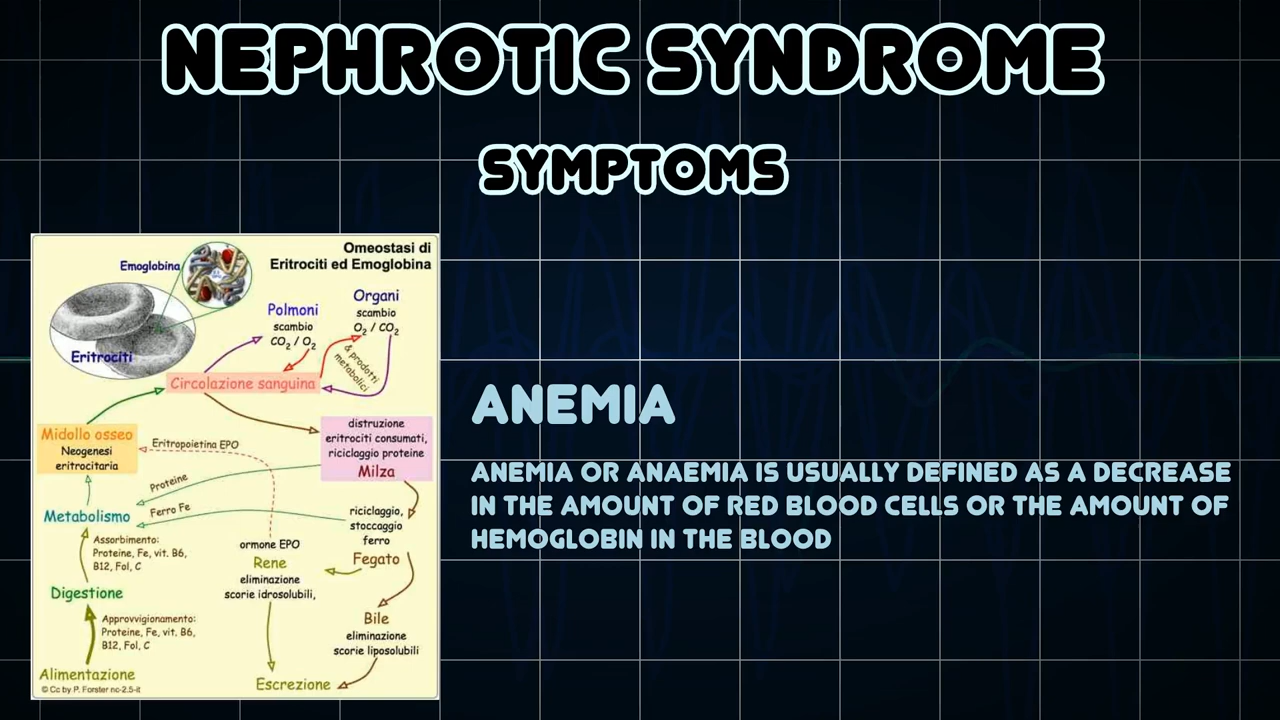 NEPHROTIC SYNDROME
SYMPTOMS
Omeostasi di
Eritrociti ed Emoglobina
Emoglobina
Eritrociti
Polmoni
scambio
CO2 / O2
Organi
scambio
O2 / CO2
& prodotti
metabolici
Circolazione sanguina
Midollo osseo
Neogenesi
eritrocitaria
Eritropoietina EPO
distruzione
eritrociti consumati,
riciclaggio proteine
Milza
Proteine
Ferro Fe
Metabolismo
riciclaggio,
stoccaggio
ferro
Fegato
Assorbimento:
Proteine, Fe, vit. B6,
B12, Fol, C
ormone EPO
Rene
eliminazione
scorie idrosolubili,
Digestione
Approvvigionamento:
Proteine, Fe, vit. B6,
B12, Fol, C
Bile
eliminazione
scorie liposolubili
Alimentazione
Escrezione
© Cc by P. Forster nc-2.5-it
ANEMIA
ANEMIA OR ANAEMIA IS USUALLY DEFINED AS A DECREASE
IN THE AMOUNT OF RED BLOOD CELLS OR THE AMOUNT OF
HEMOGLOBIN IN THE BLOOD